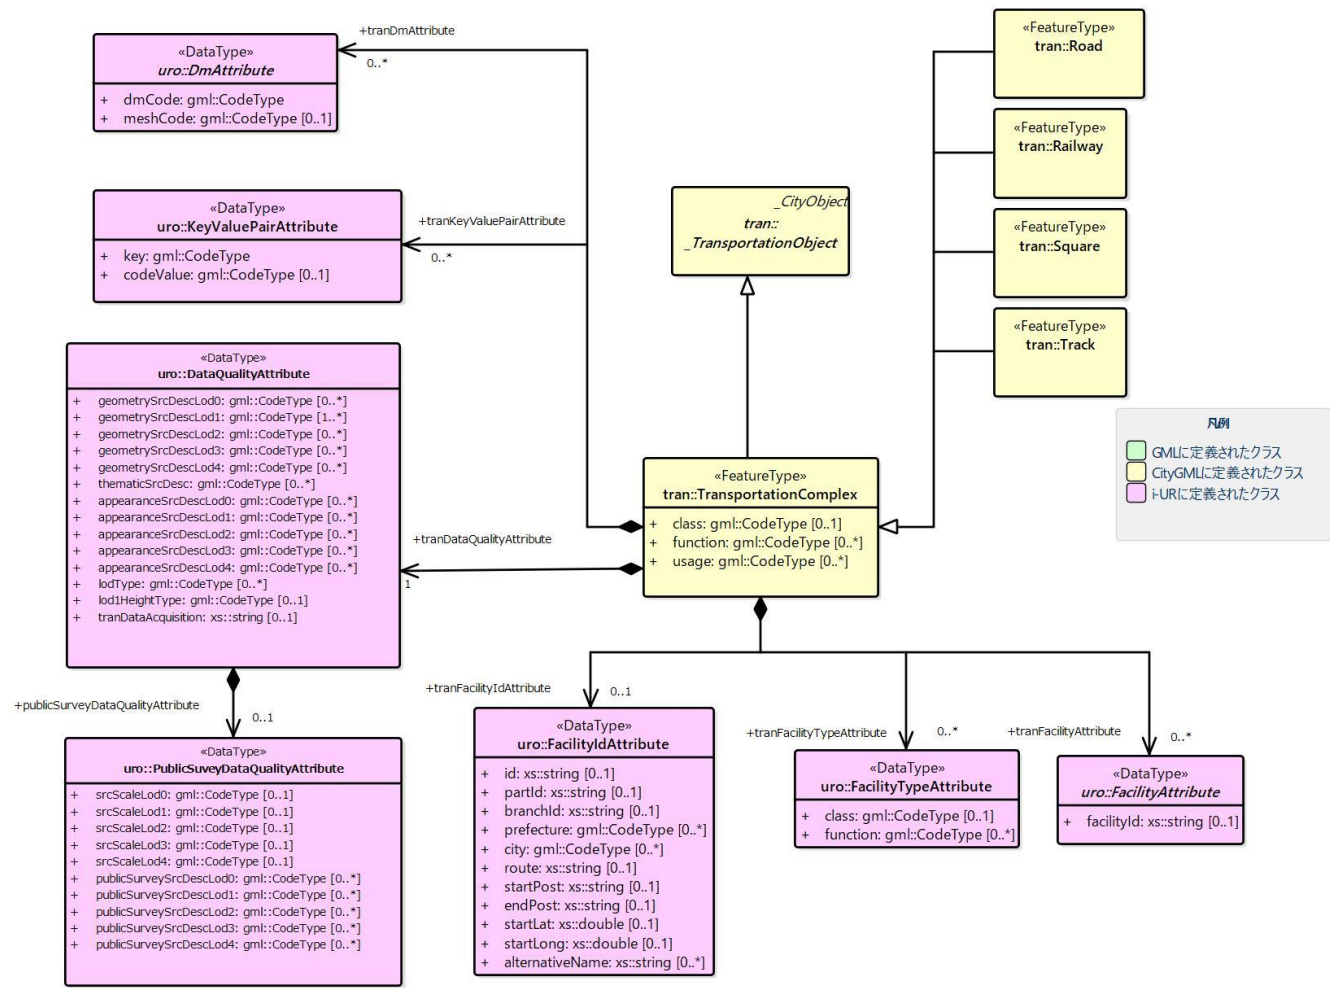 «DataType»
uro::DmAttribute
+ dmCode: gml::CodeType
+ meshCode: gml::CodeType [0..1]
+tranDmAttribute
0..*
«DataType»
uro::KeyValuePairAttribute
+ key: gml::CodeType
+ codeValue: gml::CodeType [0..1]
+tranKeyValuePairAttribute
0..*
_CityObject
tran::
_TransportationObject
«FeatureType»
tran::Road
«FeatureType»
tran::Railway
«FeatureType»
tran::Square
«FeatureType»
tran::Track
凡例
GMLに定義されたクラス
CityGMLに定義されたクラス
i-URに定義されたクラス
«DataType»
uro::DataQualityAttribute
+ geometrySrcDescLod0: gml::CodeType [0..*]
+ geometrySrcDescLod1: gml::CodeType [1..*]
+ geometrySrcDescLod2: gml::CodeType [0..*]
+ geometrySrcDescLod3: gml::CodeType [0..*]
+ geometrySrcDescLod4: gml::CodeType [0..*]
+ thematicSrcDesc: gml::CodeType [0..*]
+ appearanceSrcDescLod0: gml::CodeType [0..*]
+ appearanceSrcDescLod1: gml::CodeType [0..*]
+ appearanceSrcDescLod2: gml::CodeType [0..*]
+ appearanceSrcDescLod3: gml::CodeType [0..*]
+ appearanceSrcDescLod4: gml::CodeType [0..*]
+ lodType: gml::CodeType [0..*]
+ lod1HeightType: gml::CodeType [0..1]
+ tranDataAcquisition: xs::string [0..1]
+tranDataQualityAttribute
1
«FeatureType»
tran::TransportationComplex
+ class: gml::CodeType [0..1]
+ function: gml::CodeType [0..*]
+ usage: gml::CodeType [0..*]
+publicSurveyDataQualityAttribute
0..1
«DataType»
uro::PublicSuveyDataQualityAttribute
+ srcScaleLod0: gml::CodeType [0..1]
+ srcScaleLod1: gml::CodeType [0..1]
+ srcScaleLod2: gml::CodeType [0..1]
+ srcScaleLod3: gml::CodeType [0..1]
+ srcScaleLod4: gml::CodeType [0..1]
+ publicSurveySrcDescLod0: gml::CodeType [0..*]
+ publicSurveySrcDescLod1: gml::CodeType [0..*]
+ publicSurveySrcDescLod2: gml::CodeType [0..*]
+ publicSurveySrcDescLod3: gml::CodeType [0..*]
+ publicSurveySrcDescLod4: gml::CodeType [0..*]
+tranFacilityIdAttribute
0..1
«DataType»
uro::FacilityIdAttribute
+ id: xs::string [0..1]
+ partId: xs::string [0..1]
+ branchId: xs::string [0..1]
+ prefecture: gml::CodeType [0..*]
+ city: gml::CodeType [0..*]
+ route: xs::string [0..1]
+ startPost: xs::string [0..1]
+ endPost: xs::string [0..1]
+ startLat: xs::double [0..1]
+ startLong: xs::double [0..1]
+ alternativeName: xs::string [0..*]
+tranFacilityTypeAttribute
0..*
«DataType»
uro::FacilityTypeAttribute
+ class: gml::CodeType [0..1]
+ function: gml::CodeType [0..*]
+tranFacilityAttribute
0..*
«DataType»
uro::FacilityAttribute
+ facilityId: xs::string [0..1]